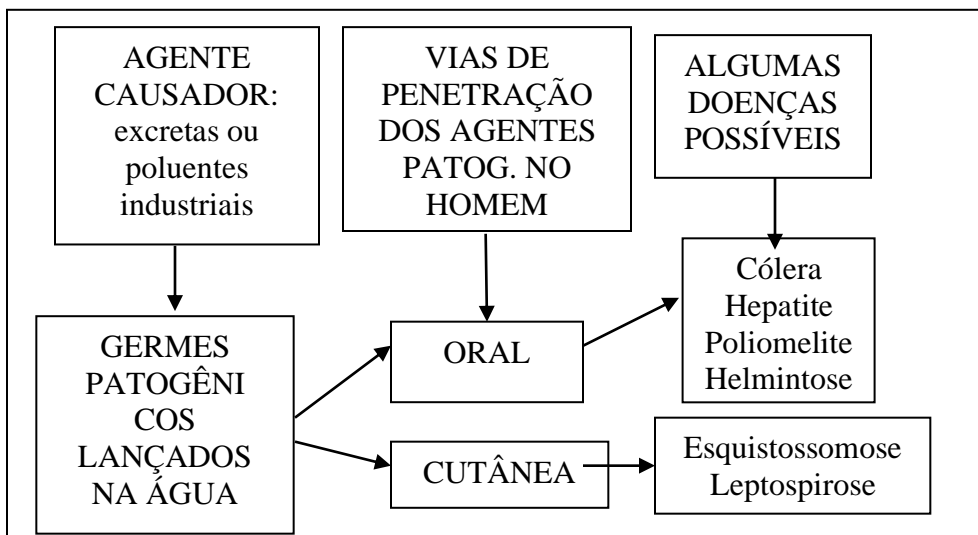 AGENTE
CAUSADOR:
excretas ou
poluentes
industriais
VIAS DE
PENETRAÇÃO
DOS AGENTES
PATOG. NO
HOMEM
ALGUMAS
DOENÇAS
POSSÍVEIS
GERMES
PATOGÊNI
COS
LANÇADOS
NA ÁGUA
ORAL
Cólera
Hepatite
Poliomelite
Helmintose
CUTÂNEA
Esquistossomose
Leptospirose